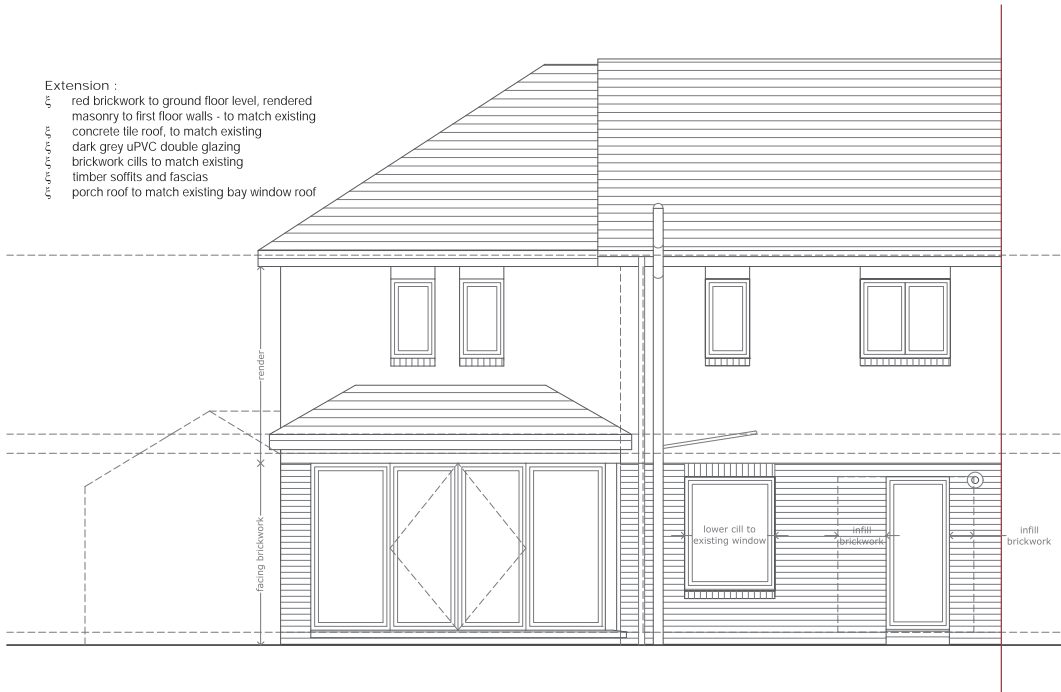 Extension :
ξ red brickwork to ground floor level, rendered
masonry to first floor walls - to match existing
ξ concrete tile roof, to match existing
ξ dark grey uPVC double glazing
ξ brickwork cills to match existing
ξ timber soffits and fascias
ξ porch roof to match existing bay window roof
render
facing brickwork
lower cill to
existing window
infill
brickwork
infill
brickwork